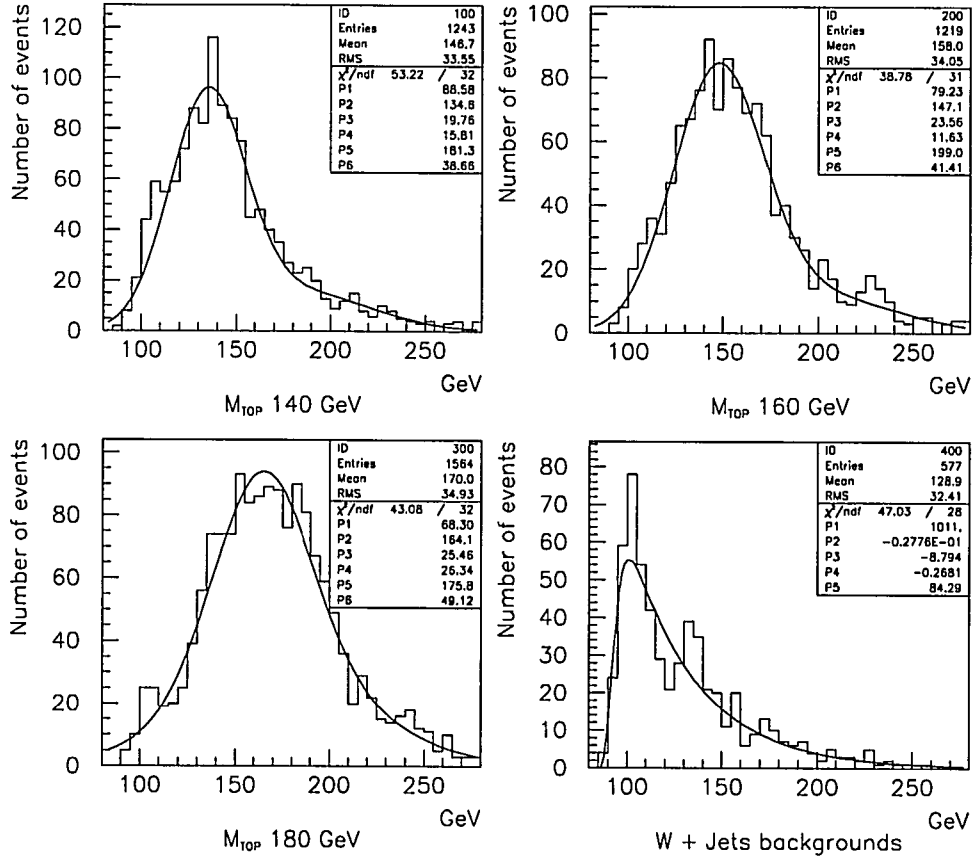 Number of events
120
100
80
60
40
20
0
100 150 200 250
GeV
M_TOP 140 GeV
ID 100
Entries 1243
Mean 146.7
RMS 33.55
χ²/ndf 53.22 / 32
P1 88.58
P2 134.6
P3 19.76
P4 15.81
P5 181.3
P6 38.66
Number of events
100
80
60
40
20
0
100 150 200 250
GeV
M_TOP 160 GeV
ID 200
Entries 1219
Mean 158.0
RMS 34.05
χ²/ndf 38.78 / 31
P1 79.23
P2 147.1
P3 23.56
P4 11.63
P5 199.0
P6 41.41
Number of events
100
80
60
40
20
0
100 150 200 250
GeV
M_TOP 180 GeV
ID 300
Entries 1564
Mean 170.0
RMS 34.93
χ²/ndf 43.08 / 32
P1 68.30
P2 164.1
P3 25.46
P4 26.34
P5 175.8
P6 49.12
Number of events
80
70
60
50
40
30
20
10
0
100 150 200 250
GeV
W + Jets backgrounds
ID 400
Entries 577
Mean 128.9
RMS 32.41
χ²/ndf 47.03 / 28
P1 1011.
P2 -0.2776E-01
P3 -8.794
P4 -0.2681
P5 84.29